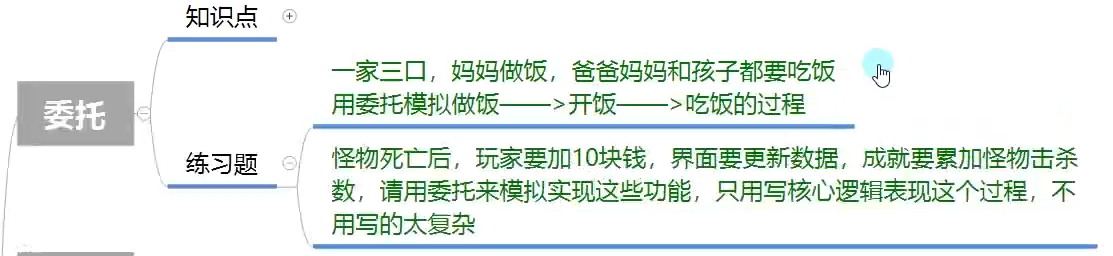 知识点
一家三口，妈妈做饭，爸爸妈妈和孩子都要吃饭
用委托模拟做饭——>开饭——>吃饭的过程
委托
练习题
怪物死亡后，玩家要加10块钱，界面要更新数据，成就要累加怪物击杀
数，请用委托来模拟实现这些功能，只用写核心逻辑表现这个过程，不
用写的太复杂